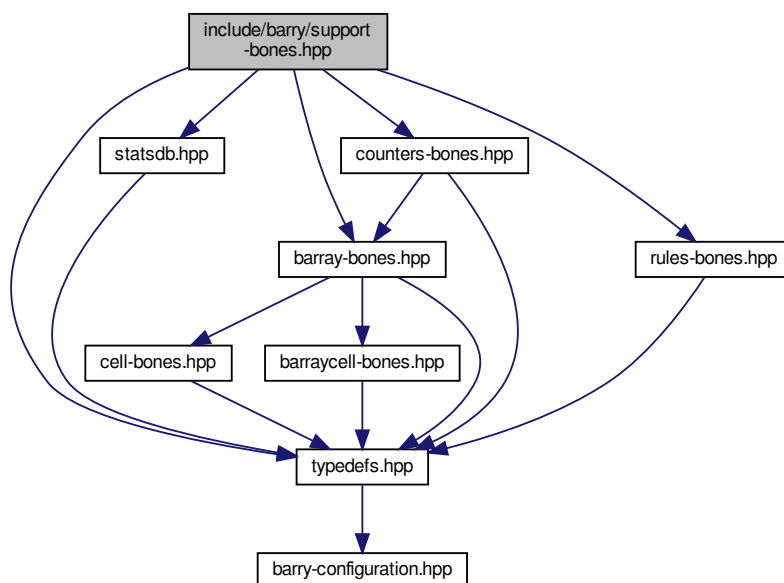 include/barry/support
-bones.hpp
statsdb.hpp
counters-bones.hpp
barray-bones.hpp
rules-bones.hpp
cell-bones.hpp
barraycell-bones.hpp
typedefs.hpp
barry-configuration.hpp